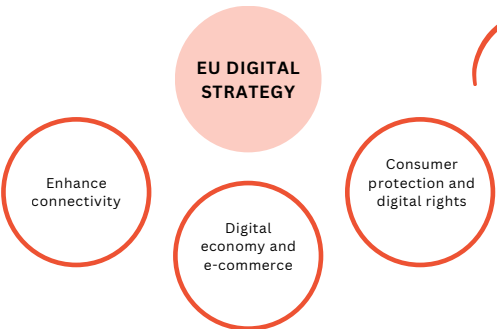 EU DIGITAL
STRATEGY
Enhance
connectivity
Digital
economy and
e-commerce
Consumer
protection and
digital rights